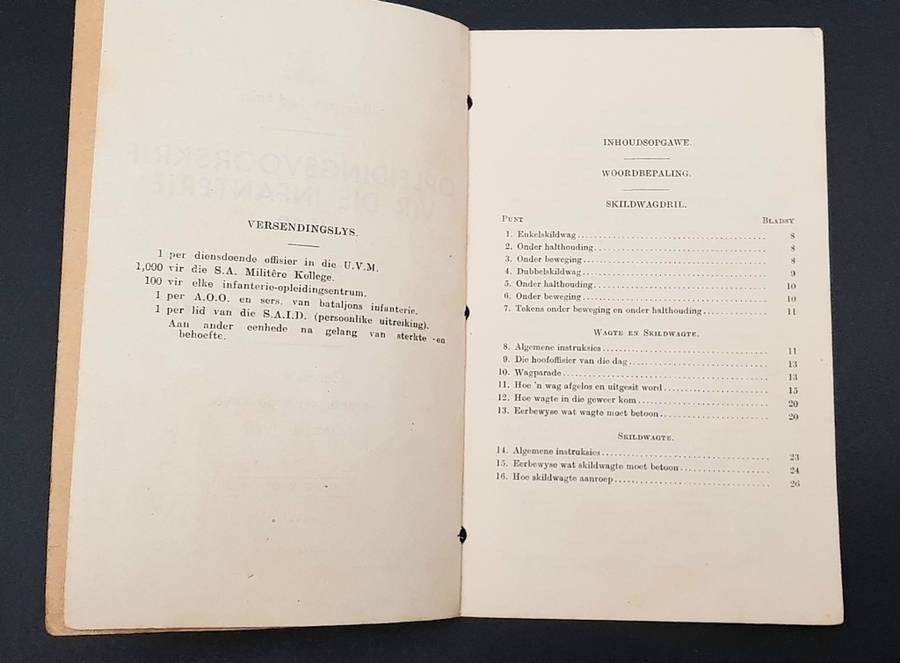 VERSENDINGSLYS.
1 per diensdoende offisier in die U.V.M.
1,000 vir die S.A. Militêre Kollege.
100 vir elke infanterie-opleidingsentrum.
1 per A.O.O. en sers. van bataljons infanterie.
1 per lid van die S.A.I.D. (persoonlike uitreiking).
Aan ander eenhede na gelang van sterkte en
behoefte.
INHOUDSOPGAWE.
WOORDBEPALING.
SKILDWAGDRIL.
PUNT BLADSY
1. Enkelskildwag 8
2. Onder halthouding 8
3. Onder beweging 8
4. Dubbelskildwag 9
5. Onder halthouding 10
6. Onder beweging 10
7. Tekens onder beweging en onder halthouding 11
WAGTE EN SKILDWAGTE.
8. Algemene instruksies 11
9. Die hoofoffisier van die dag 13
10. Wagparade 13
11. Hoe 'n wag afgelos en uitgesit word 15
12. Hoe wagte in die geweer kom 20
13. Eerbewyse wat wagte moet betoon 20
SKILDWAGTE.
14. Algemene instruksies 23
15. Eerbewyse wat skildwagte moet betoon 24
16. Hoe skildwagte aanroep 26